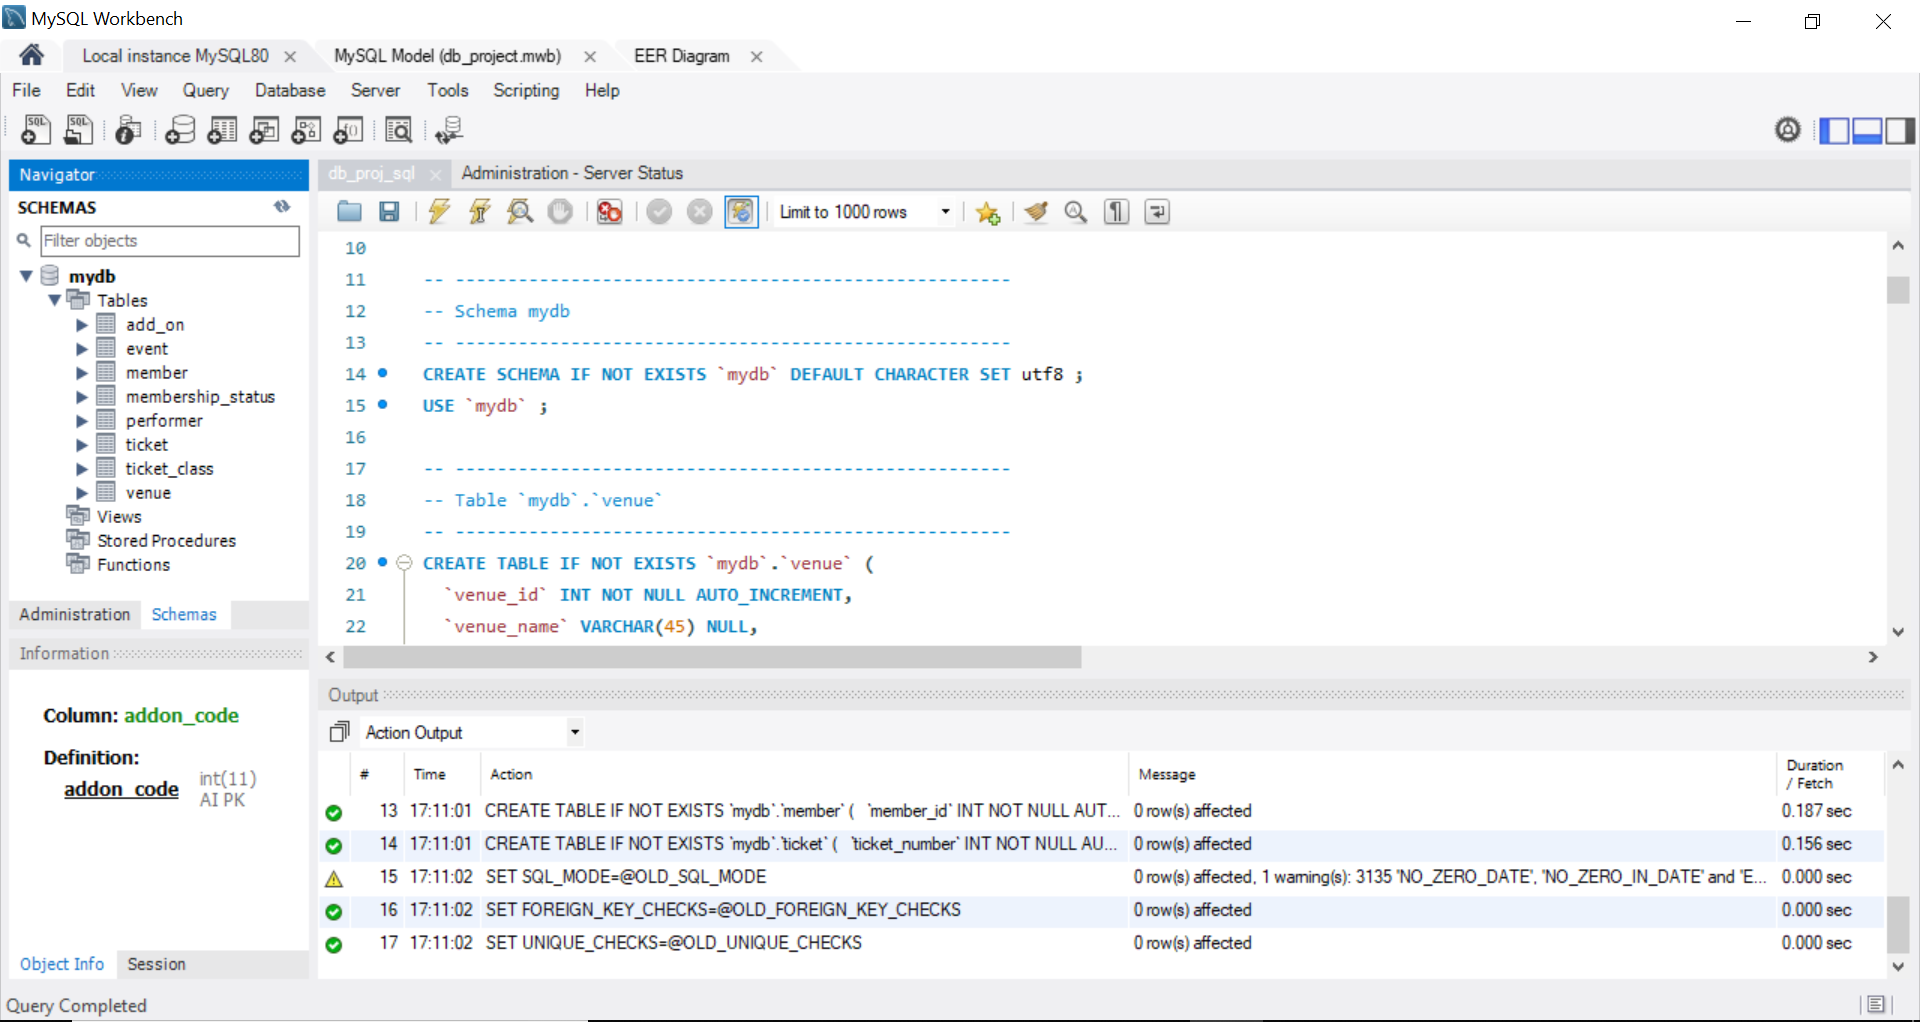 MySQL Workbench
Local instance MySQL80
MySQL Model (db_project.mwb)
EER Diagram
File Edit View Query Database Server Tools Scripting Help
Navigator
SCHEMAS
Filter objects
mydb
Tables
add_on
event
member
membership_status
performer
ticket
ticket_class
venue
Views
Stored Procedures
Functions
Administration Schemas
Information
Column: addon_code
Definition:
addon_code int(11)
AI PK
Object Info Session
db_proj_sql
Administration - Server Status
Limit to 1000 rows
10
11 -- -----------------------------------------------------
12 -- Schema mydb
13 -- -----------------------------------------------------
14 CREATE SCHEMA IF NOT EXISTS `mydb` DEFAULT CHARACTER SET utf8 ;
15 USE `mydb` ;
16
17 -- -----------------------------------------------------
18 -- Table `mydb`.`venue`
19 -- -----------------------------------------------------
20 CREATE TABLE IF NOT EXISTS `mydb`.`venue` (
21 `venue_id` INT NOT NULL AUTO_INCREMENT,
22 `venue_name` VARCHAR(45) NULL,
Output
Action Output
# Time Action Message Duration / Fetch
13 17:11:01 CREATE TABLE IF NOT EXISTS `mydb`.`member` ( `member_id` INT NOT NULL AUT... 0 row(s) affected 0.187 sec
14 17:11:01 CREATE TABLE IF NOT EXISTS `mydb`.`ticket` ( `ticket_number` INT NOT NULL AU... 0 row(s) affected 0.156 sec
15 17:11:02 SET SQL_MODE=@OLD_SQL_MODE 0 row(s) affected, 1 warning(s): 3135 'NO_ZERO_DATE', 'NO_ZERO_IN_DATE' and 'E... 0.000 sec
16 17:11:02 SET FOREIGN_KEY_CHECKS=@OLD_FOREIGN_KEY_CHECKS 0 row(s) affected 0.000 sec
17 17:11:02 SET UNIQUE_CHECKS=@OLD_UNIQUE_CHECKS 0 row(s) affected 0.000 sec
Query Completed